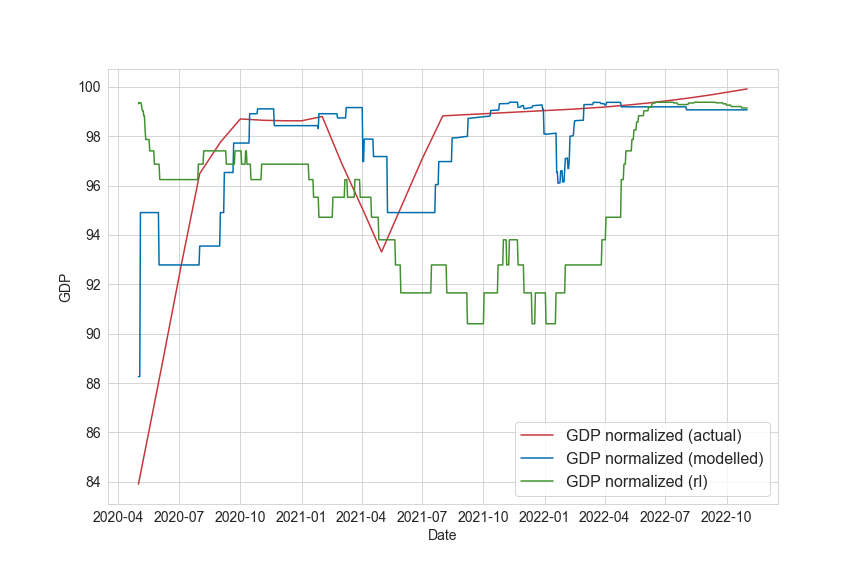 100
98
96
94
92
90
88
86
84
GDP
2020-04 2020-07 2020-10 2021-01 2021-04 2021-07 2021-10 2022-01 2022-04 2022-07 2022-10
Date
GDP normalized (actual)
GDP normalized (modelled)
GDP normalized (rl)